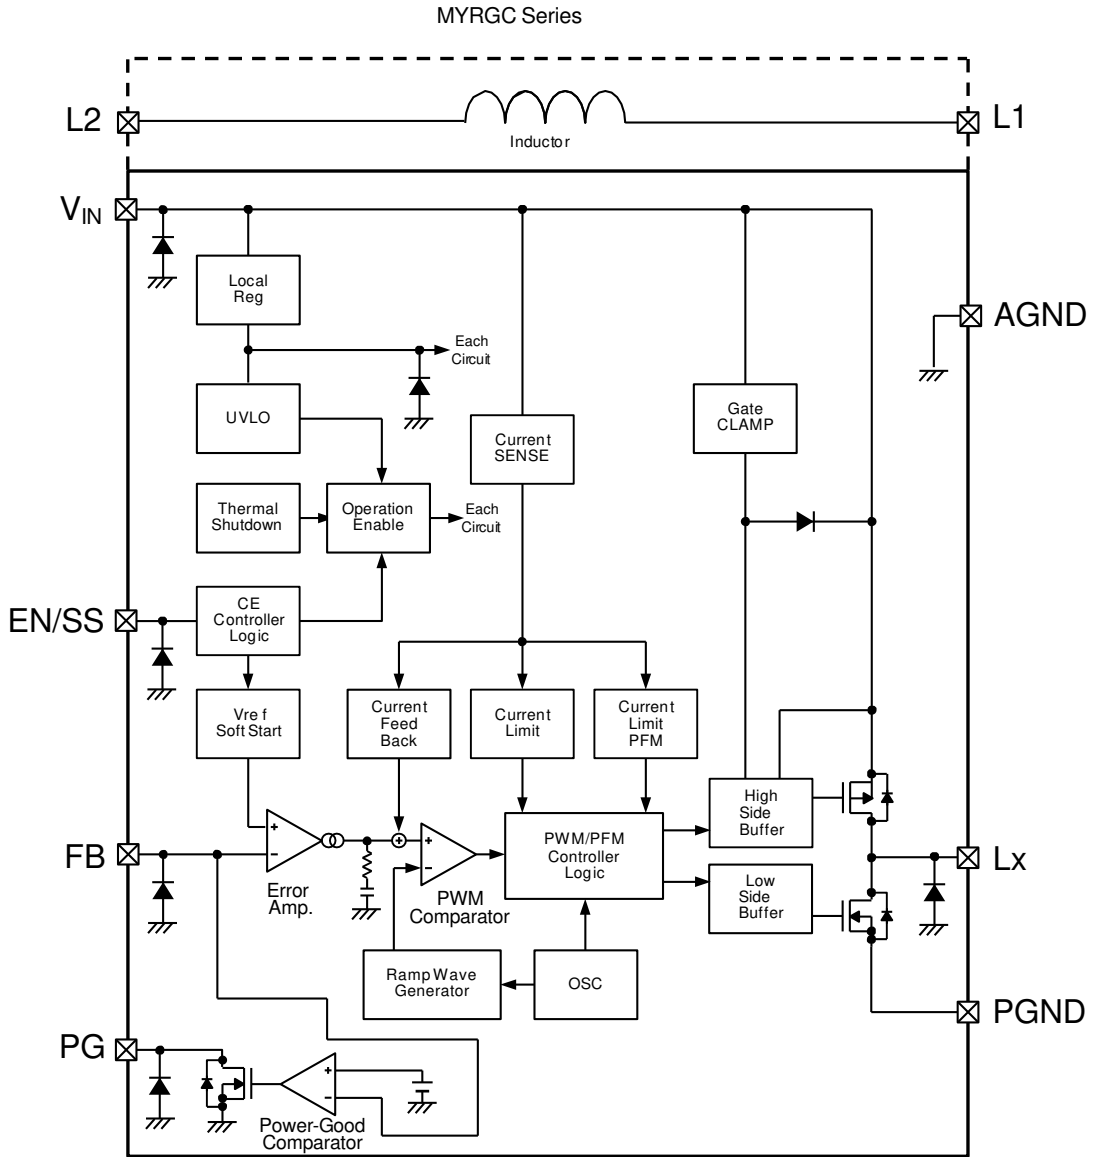 MYRGC Series
L2
L1
Inductor
VIN
Local
Reg
AGND
Each
Circuit
UVLO
Gate
CLAMP
Current
SENSE
Thermal
Shutdown
Operation
Enable
Each
Circuit
EN/SS
CE
Controller
Logic
Vref
Soft Start
Current
Feed
Back
Current
Limit
Current
Limit
PFM
High
Side
Buffer
+
-
FB
Error
Amp.
+
+
-
PWM
Comparator
PWM/PFM
Controller
Logic
Lx
Low
Side
Buffer
Ramp Wave
Generator
OSC
PGND
PG
+
-
Power-Good
Comparator